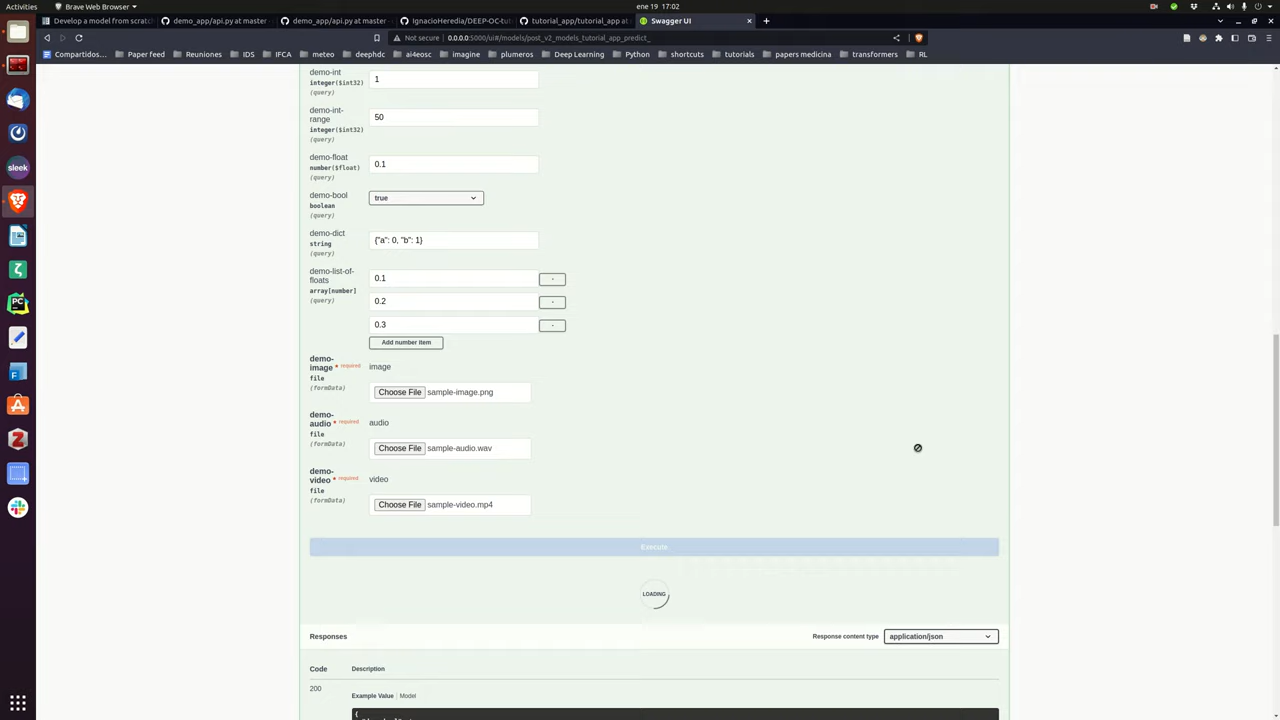 Activities
Brave Web Browser
ene 19 17:02
Develop a model from scratch
demo_app/api.py at master
demo_app/api.py at master
IgnacioHeredia/DEEP-OC-tut
tutorial_app/tutorial_app at
Swagger UI
Not secure
0.0.0.0:5000/ui#/models/post_v2_models_tutorial_app_predict_
Compartidos...
Paper feed
Reuniones
IDS
IFCA
meteo
deephdc
ai4eosc
imagine
plumeros
Deep Learning
Python
shortcuts
tutorials
papers medicina
transformers
RL
sleek
demo-int
integer($int32)
(query)
1
demo-int-
range
integer($int32)
(query)
50
demo-float
number($float)
(query)
0.1
demo-bool
boolean
(query)
true
demo-dict
string
(query)
{"a": 0, "b": 1}
demo-list-of-
floats
array[number]
(query)
0.1
-
0.2
-
0.3
-
Add number item
demo-
image * required
file
(formData)
image
Choose File sample-image.png
demo-
audio * required
file
(formData)
audio
Choose File sample-audio.wav
demo-
video * required
file
(formData)
video
Choose File sample-video.mp4
Execute
LOADING
Responses
Response content type
application/json
Code
Description
200
Example Value
Model
{